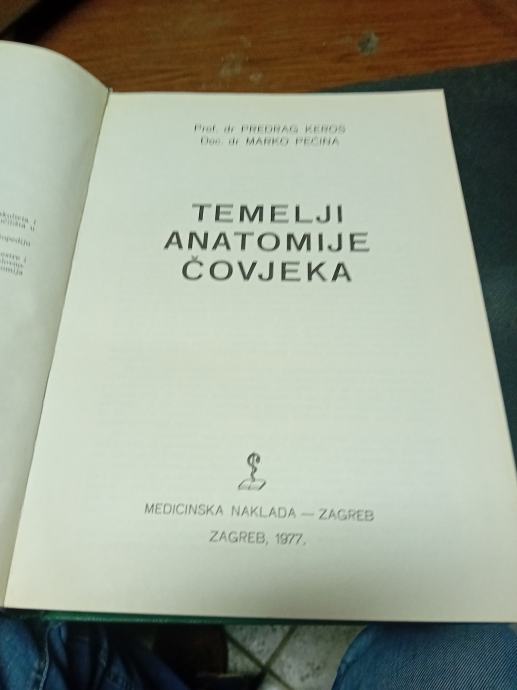 Prof. dr PREDRAG KEROS
Doc. dr MARKO PEĆINA
TEMELJI
ANATOMIJE
ČOVJEKA
MEDICINSKA NAKLADA — ZAGREB
ZAGREB, 1977.